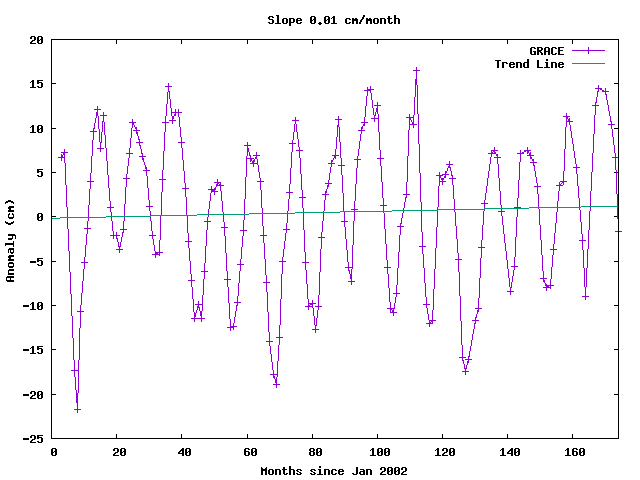 Slope 0.01 cm/month
GRACE
Trend Line
20
15
10
5
0
-5
-10
-15
-20
-25
Anomaly (cm)
0 20 40 60 80 100 120 140 160
Months since Jan 2002